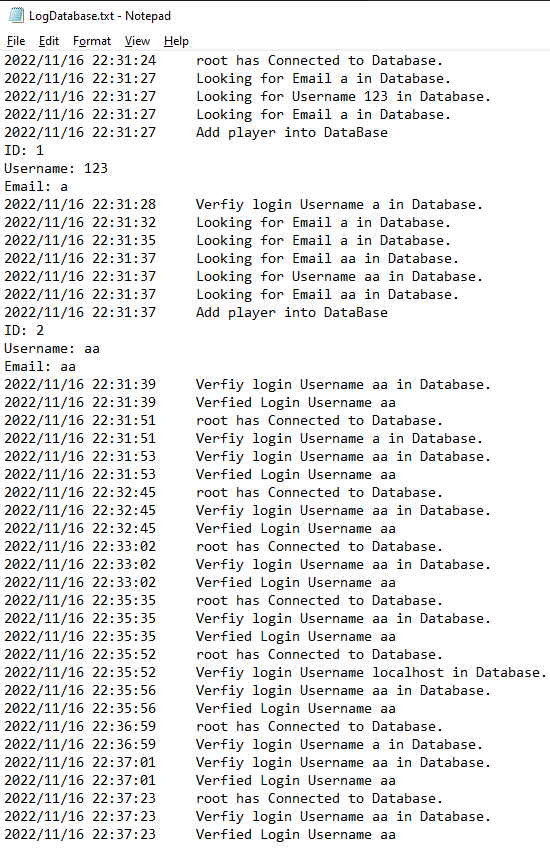 LogDatabase.txt - Notepad
File Edit Format View Help
2022/11/16 22:31:24 root has Connected to Database.
2022/11/16 22:31:27 Looking for Email a in Database.
2022/11/16 22:31:27 Looking for Username 123 in Database.
2022/11/16 22:31:27 Looking for Email a in Database.
2022/11/16 22:31:27 Add player into DataBase
ID: 1
Username: 123
Email: a
2022/11/16 22:31:28 Verfiy login Username a in Database.
2022/11/16 22:31:32 Looking for Email a in Database.
2022/11/16 22:31:35 Looking for Email a in Database.
2022/11/16 22:31:37 Looking for Email aa in Database.
2022/11/16 22:31:37 Looking for Username aa in Database.
2022/11/16 22:31:37 Looking for Email aa in Database.
2022/11/16 22:31:37 Add player into DataBase
ID: 2
Username: aa
Email: aa
2022/11/16 22:31:39 Verfiy login Username aa in Database.
2022/11/16 22:31:39 Verfied Login Username aa
2022/11/16 22:31:51 root has Connected to Database.
2022/11/16 22:31:51 Verfiy login Username a in Database.
2022/11/16 22:31:53 Verfiy login Username aa in Database.
2022/11/16 22:31:53 Verfied Login Username aa
2022/11/16 22:32:45 root has Connected to Database.
2022/11/16 22:32:45 Verfiy login Username aa in Database.
2022/11/16 22:32:45 Verfied Login Username aa
2022/11/16 22:33:02 root has Connected to Database.
2022/11/16 22:33:02 Verfiy login Username aa in Database.
2022/11/16 22:33:02 Verfied Login Username aa
2022/11/16 22:35:35 root has Connected to Database.
2022/11/16 22:35:35 Verfiy login Username aa in Database.
2022/11/16 22:35:35 Verfied Login Username aa
2022/11/16 22:35:52 root has Connected to Database.
2022/11/16 22:35:52 Verfiy login Username localhost in Database.
2022/11/16 22:35:56 Verfiy login Username aa in Database.
2022/11/16 22:35:56 Verfied Login Username aa
2022/11/16 22:36:59 root has Connected to Database.
2022/11/16 22:36:59 Verfiy login Username a in Database.
2022/11/16 22:37:01 Verfiy login Username aa in Database.
2022/11/16 22:37:01 Verfied Login Username aa
2022/11/16 22:37:23 root has Connected to Database.
2022/11/16 22:37:23 Verfiy login Username aa in Database.
2022/11/16 22:37:23 Verfied Login Username aa